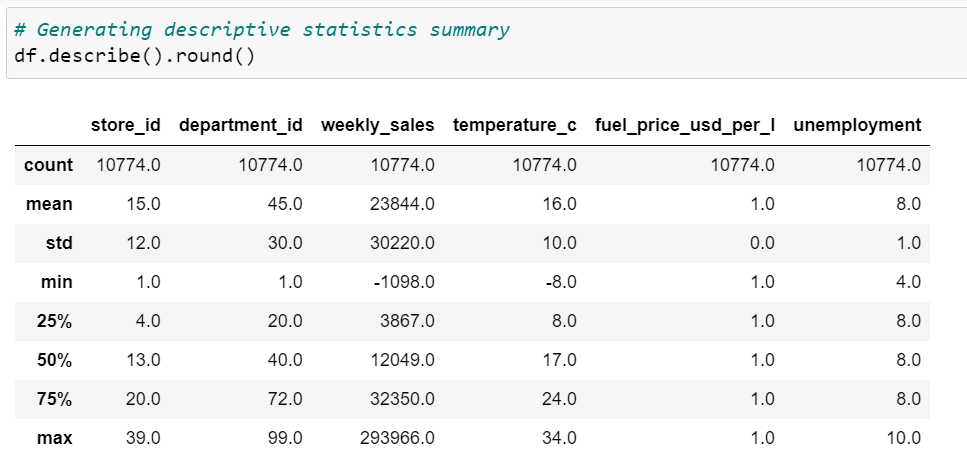 # Generating descriptive statistics summary
df.describe().round()
store_id department_id weekly_sales temperature_c fuel_price_usd_per_l unemployment
count 10774.0 10774.0 10774.0 10774.0 10774.0 10774.0
mean 15.0 45.0 23844.0 16.0 1.0 8.0
std 12.0 30.0 30220.0 10.0 0.0 1.0
min 1.0 1.0 -1098.0 -8.0 1.0 4.0
25% 4.0 20.0 3867.0 8.0 1.0 8.0
50% 13.0 40.0 12049.0 17.0 1.0 8.0
75% 20.0 72.0 32350.0 24.0 1.0 8.0
max 39.0 99.0 293966.0 34.0 1.0 10.0